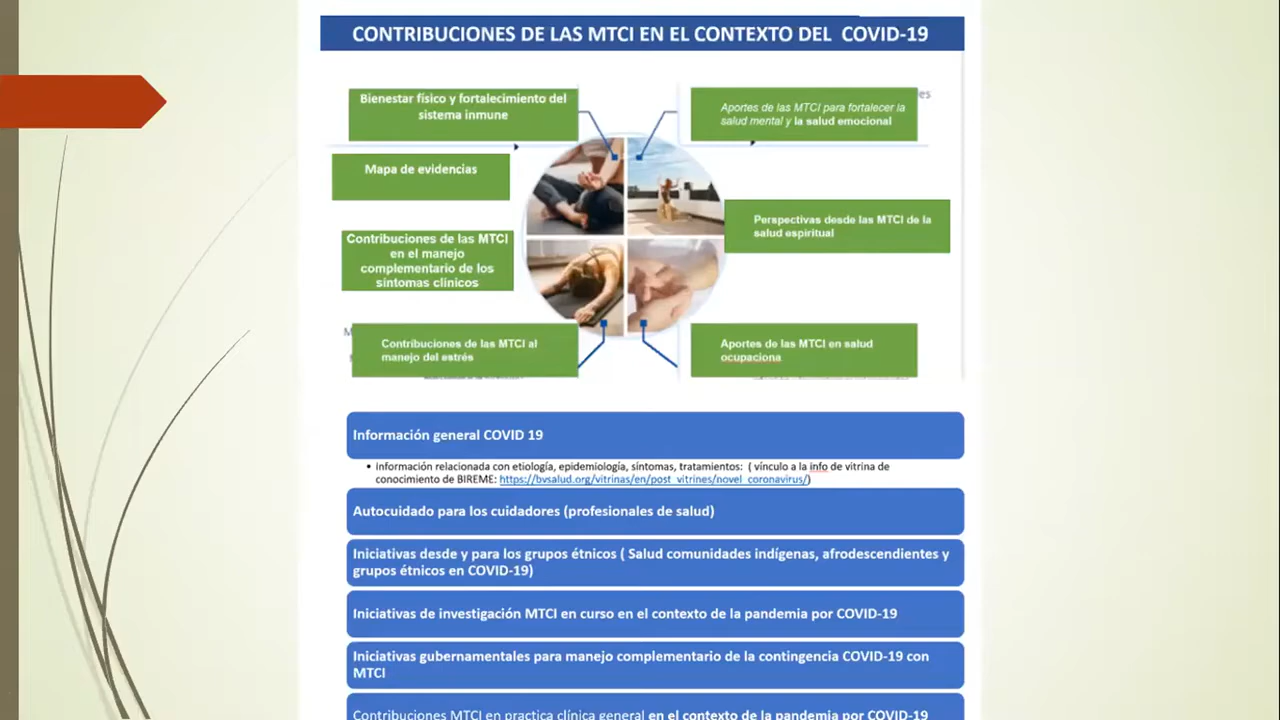 CONTRIBUCIONES DE LAS MTCI EN EL CONTEXTO DEL COVID-19
Bienestar físico y fortalecimiento del
sistema inmune
Aportes de las MTCI para fortalecer la
salud mental y la salud emocional
Mapa de evidencias
Perspectivas desde las MTCI de la
salud espiritual
Contribuciones de las MTCI
en el manejo
complementario de los
síntomas clínicos
Contribuciones de las MTCI al
manejo del estrés
Aportes de las MTCI en salud
ocupaciona
Información general COVID 19
• Información relacionada con etiología, epidemiología, síntomas, tratamientos: ( vínculo a la info de vitrina de
conocimiento de BIREME: https://bvsalud.org/vitrinas/en/post_vitrines/novel_coronavirus/)
Autocuidado para los cuidadores (profesionales de salud)
Iniciativas desde y para los grupos étnicos ( Salud comunidades indígenas, afrodescendientes y
grupos étnicos en COVID-19)
Iniciativas de investigación MTCI en curso en el contexto de la pandemia por COVID-19
Iniciativas gubernamentales para manejo complementario de la contingencia COVID-19 con
MTCI
Contribuciones MTCI en practica clínica general en el contexto de la pandemia por COVID-19